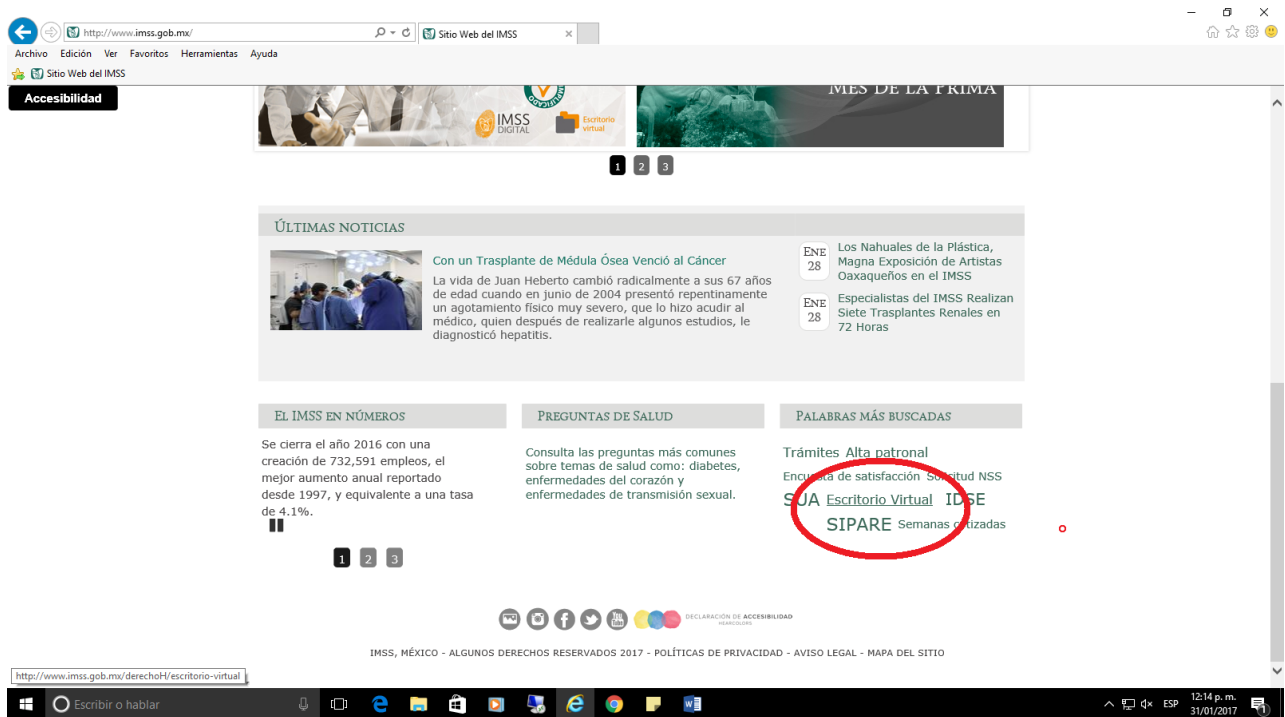 http://www.imss.gob.mx/
Sitio Web del IMSS
Archivo Edición Ver Favoritos Herramientas Ayuda
Sitio Web del IMSS
Accesibilidad
SIMPLIFICADO
IMSS DIGITAL
Escritorio virtual
MES DE LA PRIMA
1 2 3
ÚLTIMAS NOTICIAS
Con un Trasplante de Médula Ósea Venció al Cáncer
La vida de Juan Heberto cambió radicalmente a sus 67 años
de edad cuando en junio de 2004 presentó repentinamente
un agotamiento físico muy severo, que lo hizo acudir al
médico, quien después de realizarle algunos estudios, le
diagnosticó hepatitis.
ENE
28
Los Nahuales de la Plástica,
Magna Exposición de Artistas
Oaxaqueños en el IMSS
ENE
28
Especialistas del IMSS Realizan
Siete Trasplantes Renales en
72 Horas
EL IMSS EN NÚMEROS
Se cierra el año 2016 con una
creación de 732,591 empleos, el
mejor aumento anual reportado
desde 1997, y equivalente a una tasa
de 4.1%.
1 2 3
PREGUNTAS DE SALUD
Consulta las preguntas más comunes
sobre temas de salud como: diabetes,
enfermedades del corazón y
enfermedades de transmisión sexual.
PALABRAS MÁS BUSCADAS
Trámites Alta patronal
Encuesta de satisfacción Solicitud NSS
SUA Escritorio Virtual IDSE
SIPARE Semanas cotizadas
You Tube
DECLARACIÓN DE ACCESIBILIDAD
HEARCOLORS
IMSS, MÉXICO - ALGUNOS DERECHOS RESERVADOS 2017 - POLÍTICAS DE PRIVACIDAD - AVISO LEGAL - MAPA DEL SITIO
http://www.imss.gob.mx/derechoH/escritorio-virtual
Escribir o hablar
ESP
12:14 p. m.
31/01/2017